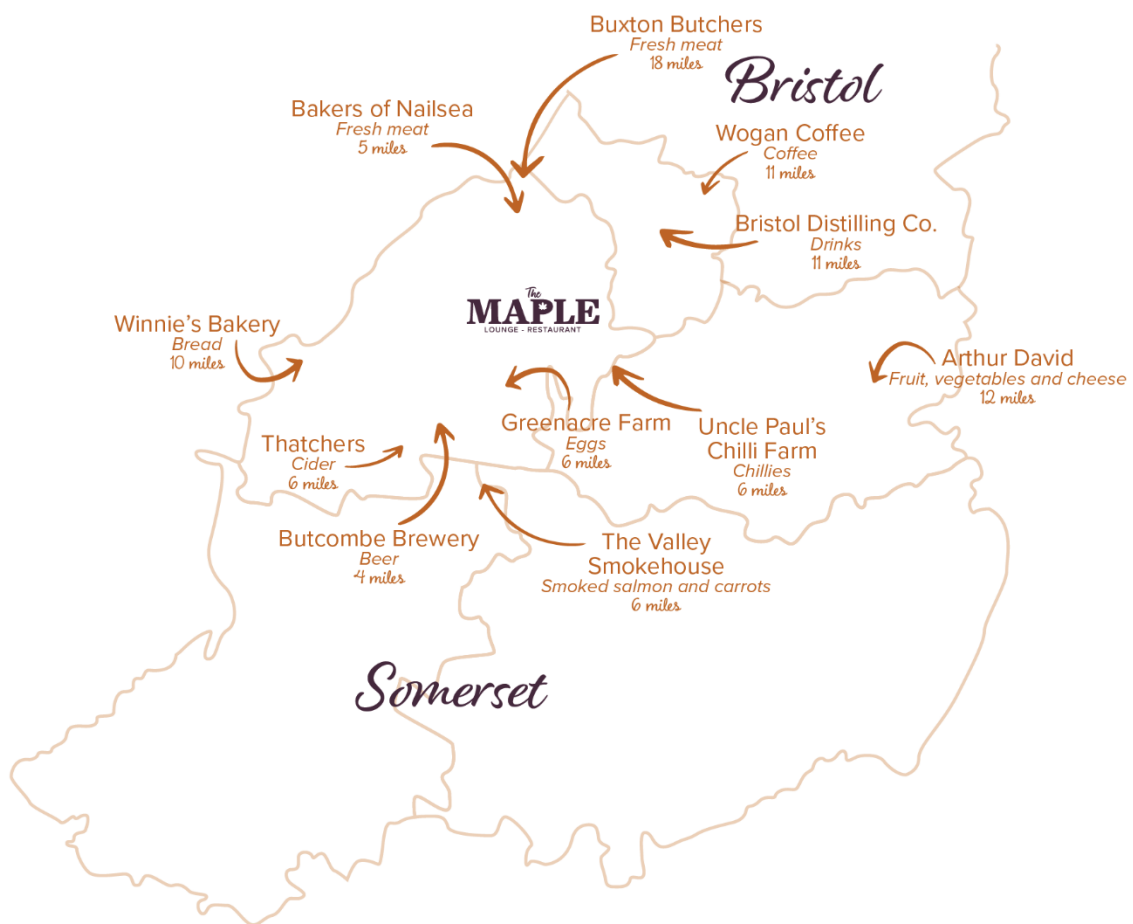 Buxton Butchers
Fresh meat
18 miles
Bristol
Bakers of Nailsea
Fresh meat
5 miles
Wogan Coffee
Coffee
11 miles
Bristol Distilling Co.
Drinks
11 miles
The
MAPLE
LOUNGE - RESTAURANT
Winnie's Bakery
Bread
10 miles
Arthur David
Fruit, vegetables and cheese
12 miles
Greenacre Farm
Eggs
6 miles
Uncle Paul's
Chilli Farm
Chillies
6 miles
Thatchers
Cider
6 miles
Butcombe Brewery
Beer
4 miles
The Valley
Smokehouse
Smoked salmon and carrots
6 miles
Somerset